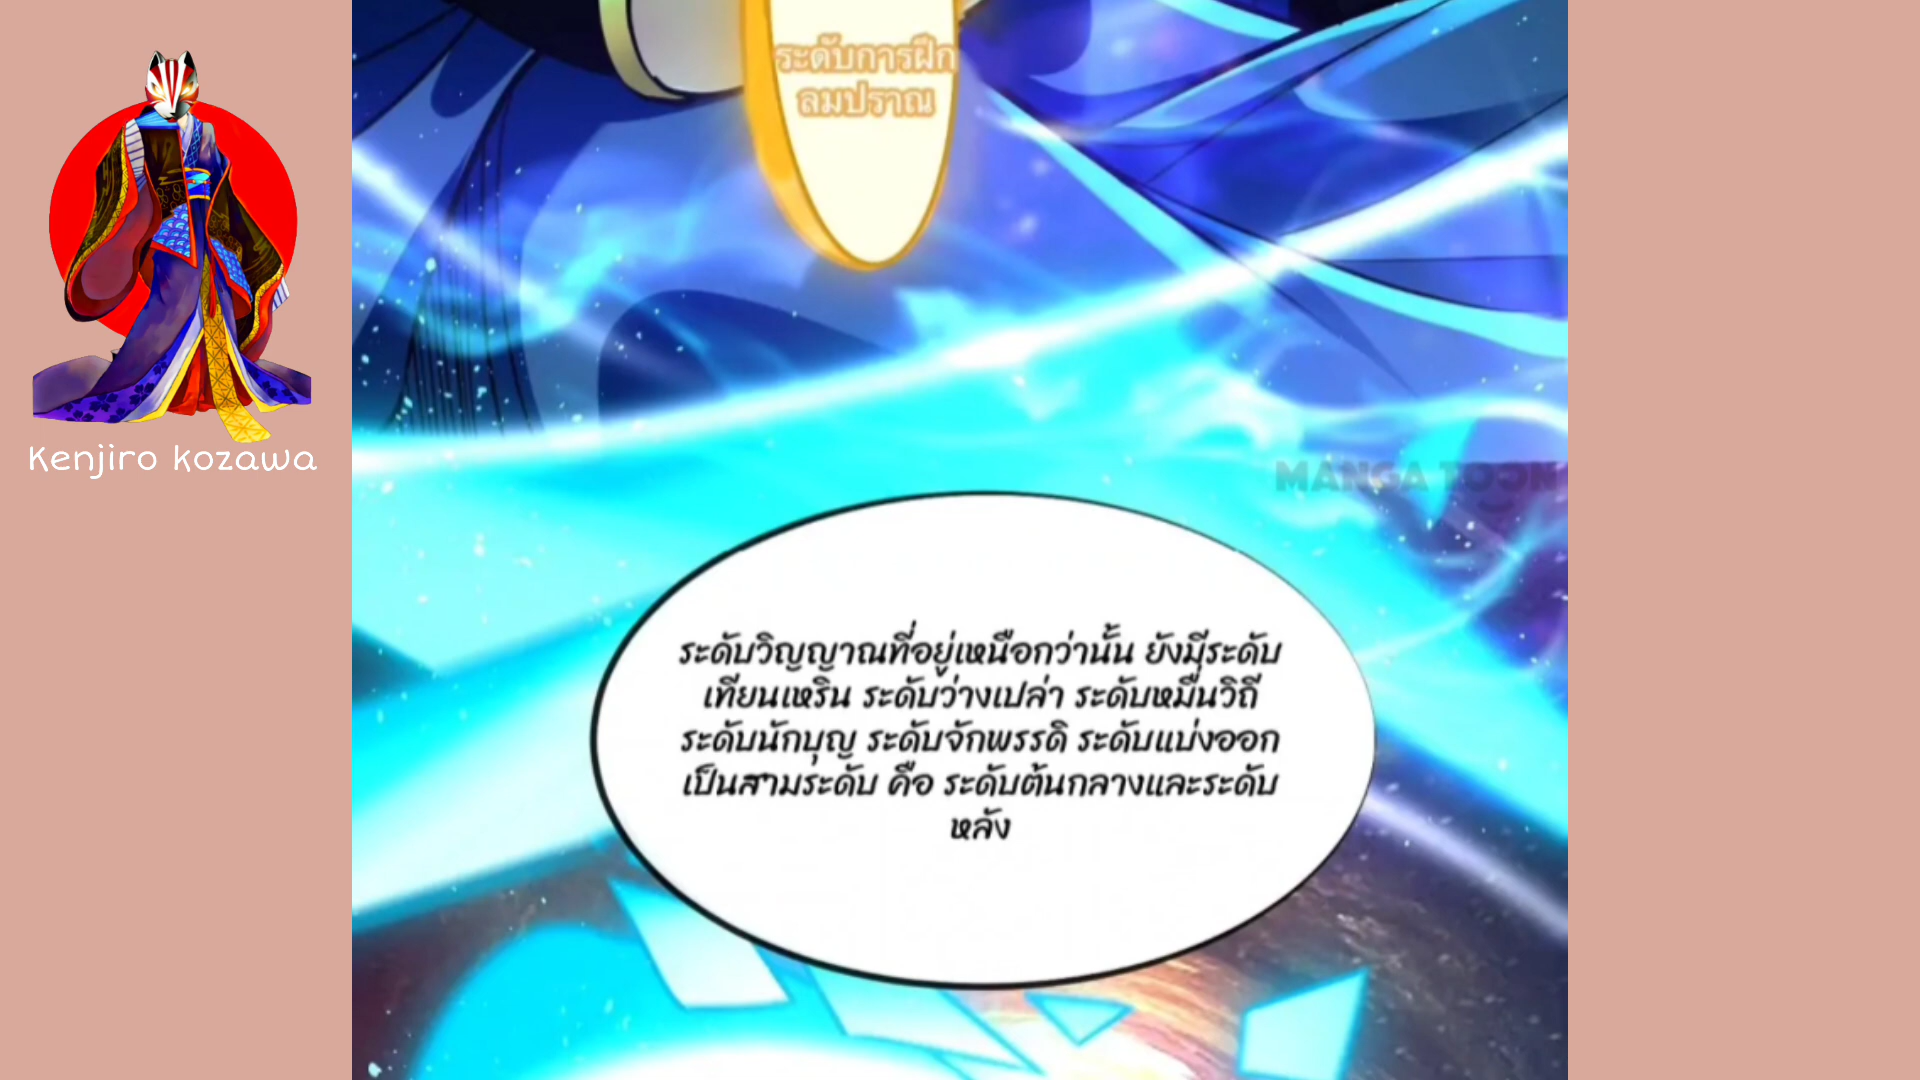 ระดับการฝึก
ลมปราณ
Kenjiro kozawa
MANGA TOON
ระดับวิญญาณที่อยู่เหนือกว่านั้น ยังมีระดับ
เทียนเหริน ระดับว่างเปล่า ระดับหมื่นวิถี
ระดับนักบุญ ระดับจักพรรดิ ระดับแบ่งออก
เป็นสามระดับ คือ ระดับต้นกลางและระดับ
หลัง